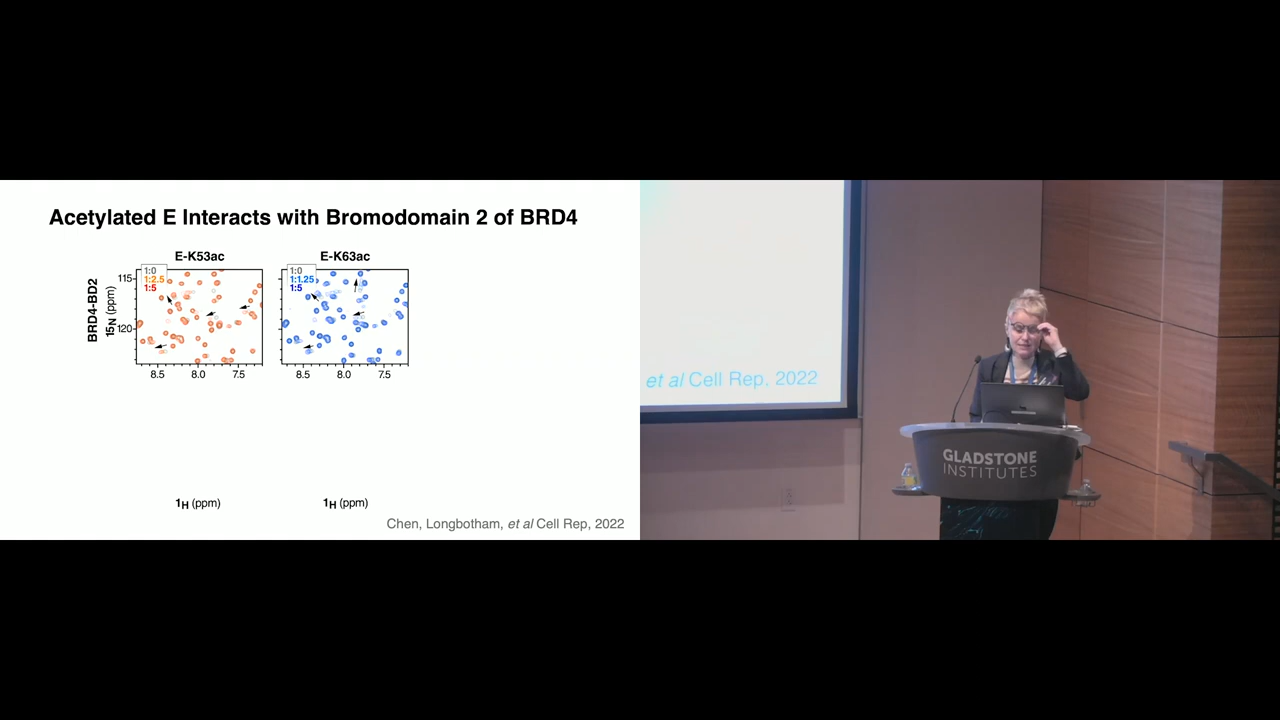 Acetylated E Interacts with Bromodomain 2 of BRD4
E-K53ac
E-K63ac
1:0
1:2.5
1:5
1:0
1:1.25
1:5
BRD4-BD2
15N (ppm)
115
120
8.5 8.0 7.5
8.5 8.0 7.5
1H (ppm)
1H (ppm)
Chen, Longbotham, et al Cell Rep, 2022
et al Cell Rep, 2022
GLADSTONE
INSTITUTES